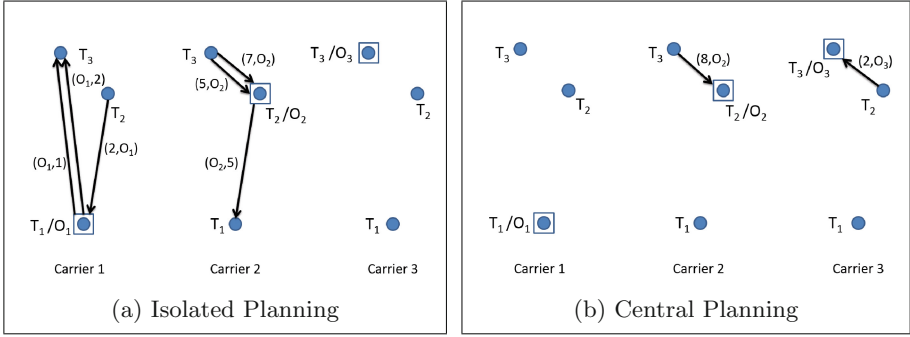 T3
(O1,2)
T2
(O1,1)
(2,O1)
T1/O1
Carrier 1
T3
(7,O2)
(5,O2)
T2/O2
(O2,5)
T1
Carrier 2
T3/O3
T2
T1
Carrier 3
(a) Isolated Planning
T3
T2
T1/O1
Carrier 1
T3
(8,O2)
T2/O2
T1
Carrier 2
(2,O3)
T3/O3
T2
T1
Carrier 3
(b) Central Planning